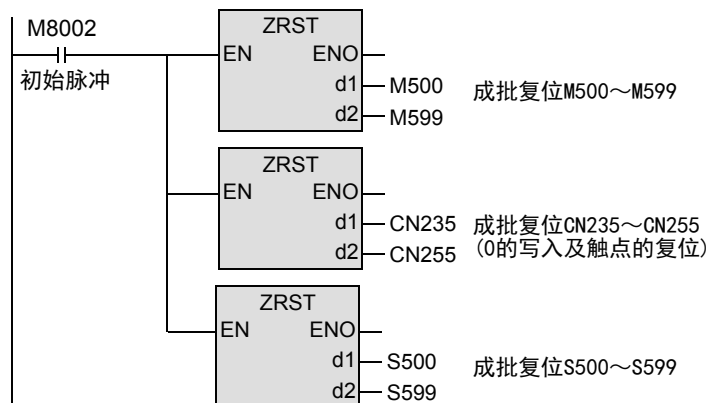 M8002
初始脉冲
ZRST
EN ENO
d1 M500 成批复位M500～M599
d2 M599
ZRST
EN ENO
d1 CN235 成批复位CN235～CN255
d2 CN255 (0的写入及触点的复位)
ZRST
EN ENO
d1 S500 成批复位S500～S599
d2 S599